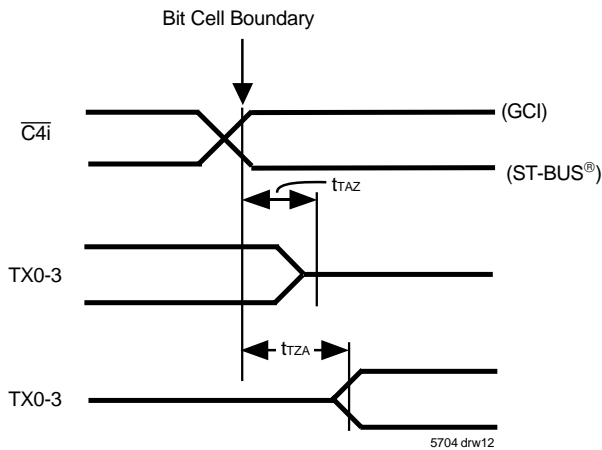 Bit Cell Boundary
C4i
(GCI)
(ST-BUS®)
tTAZ
TX0-3
tTZA
TX0-3
5704 drw12